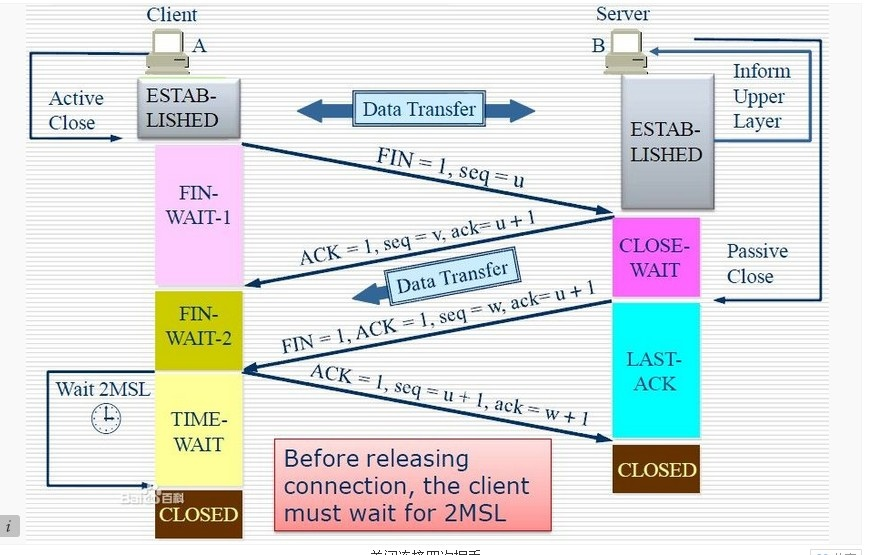 Client
Server
A
B
Active
Close
ESTAB-
LISHED
Data Transfer
ESTAB-
LISHED
Inform
Upper
Layer
FIN = 1, seq = u
FIN-
WAIT-1
ACK = 1, seq = v, ack= u + 1
CLOSE-
WAIT
Passive
Close
Data Transfer
FIN-
WAIT-2
FIN = 1, ACK = 1, seq = w, ack= u + 1
LAST-
ACK
ACK = 1, seq = u + 1, ack = w + 1
Wait 2MSL
TIME-
WAIT
Before releasing
connection, the client
must wait for 2MSL
CLOSED
Baidu百科
CLOSED
i